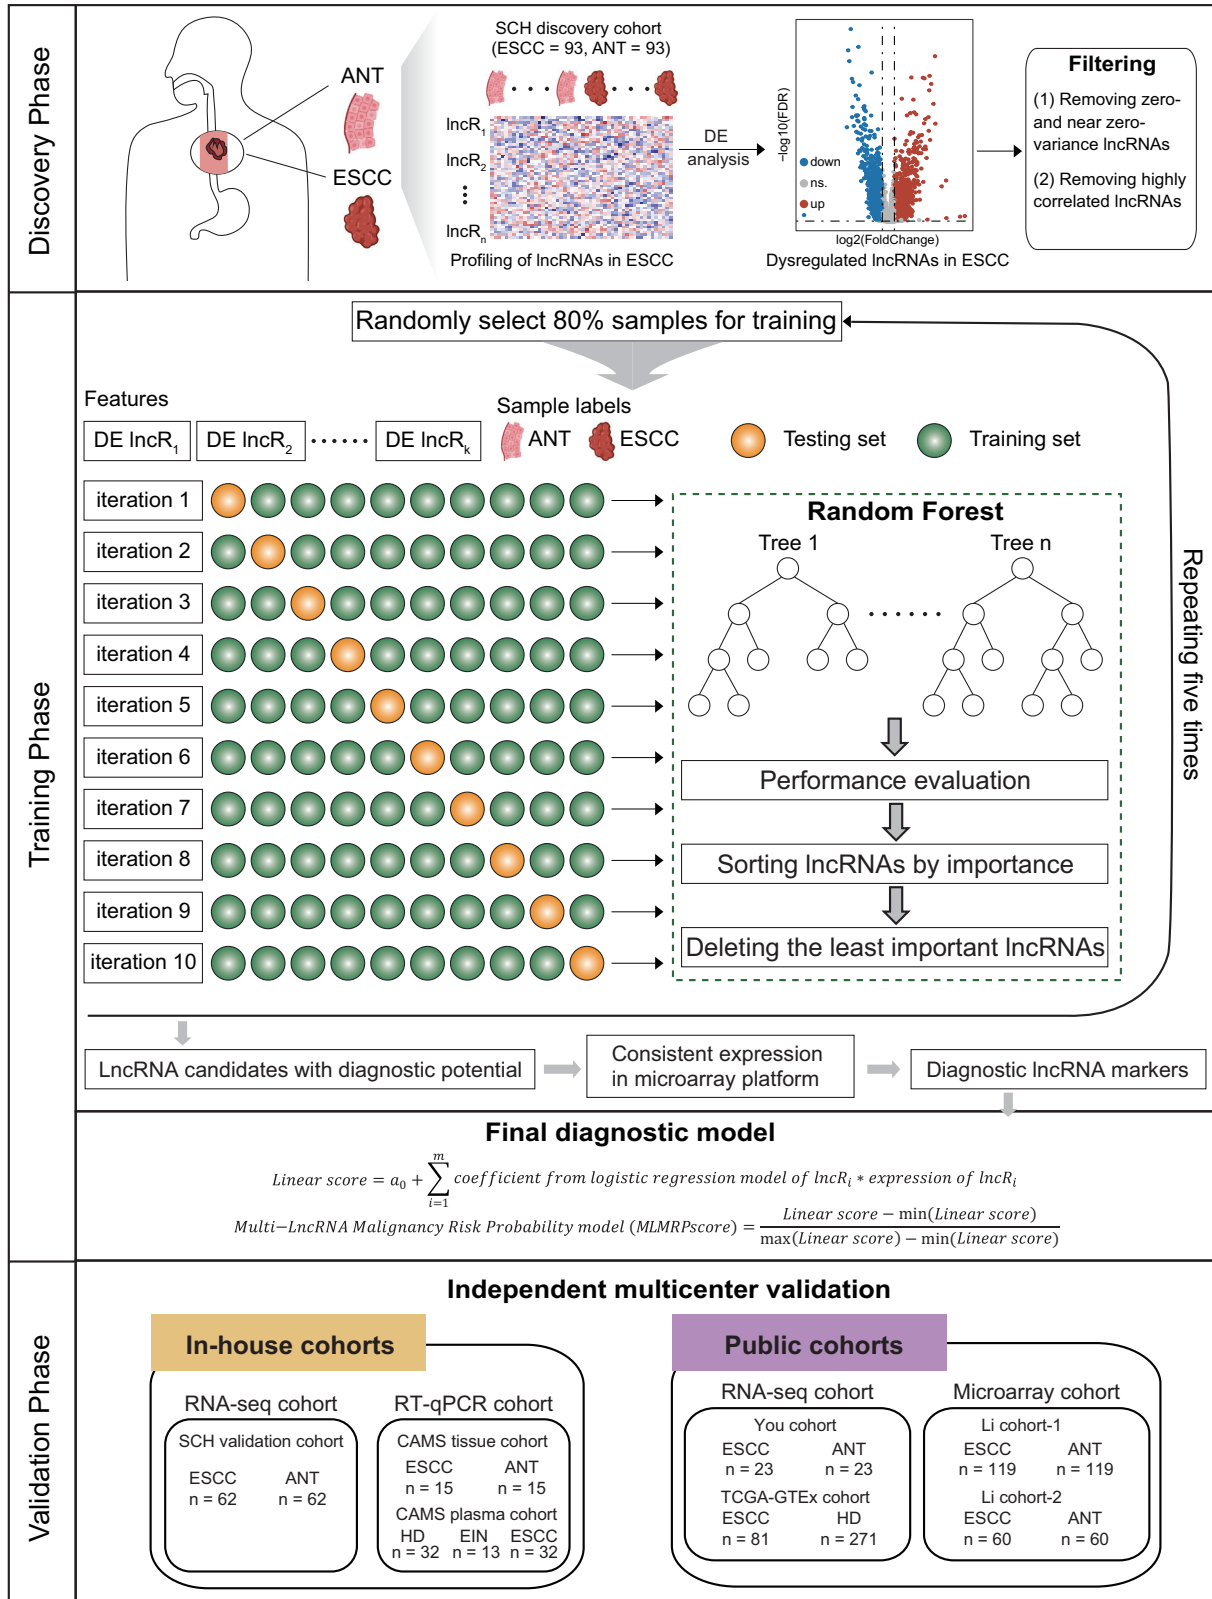 Discovery Phase
ANT
ESCC
SCH discovery cohort
(ESCC = 93, ANT = 93)
lncR1
lncR2
lncRn
Profiling of lncRNAs in ESCC
DE
analysis
−log10(FDR)
down
ns.
up
log2(FoldChange)
Dysregulated lncRNAs in ESCC
Filtering
(1) Removing zero-
and near zero-
variance lncRNAs
(2) Removing highly
correlated lncRNAs
Training Phase
Randomly select 80% samples for training
Features
DE lncR1
DE lncR2
......
DE lncRk
Sample labels
ANT
ESCC
Testing set
Training set
iteration 1
iteration 2
iteration 3
iteration 4
iteration 5
iteration 6
iteration 7
iteration 8
iteration 9
iteration 10
Random Forest
Tree 1
Tree n
......
Performance evaluation
Sorting lncRNAs by importance
Deleting the least important lncRNAs
Repeating five times
LncRNA candidates with diagnostic potential
Consistent expression
in microarray platform
Diagnostic lncRNA markers
Final diagnostic model
Linear score = a0 + ∑ m i=1 coefficient from logistic regression model of lncRi * expression of lncRi
Multi−LncRNA Malignancy Risk Probability model (MLMRPscore) = Linear score − min(Linear score) / max(Linear score) − min(Linear score)
Validation Phase
Independent multicenter validation
In-house cohorts
RNA-seq cohort
SCH validation cohort
ESCC ANT
n = 62 n = 62
RT-qPCR cohort
CAMS tissue cohort
ESCC ANT
n = 15 n = 15
CAMS plasma cohort
HD EIN ESCC
n = 32 n = 13 n = 32
Public cohorts
RNA-seq cohort
You cohort
ESCC ANT
n = 23 n = 23
TCGA-GTEx cohort
ESCC HD
n = 81 n = 271
Microarray cohort
Li cohort-1
ESCC ANT
n = 119 n = 119
Li cohort-2
ESCC ANT
n = 60 n = 60